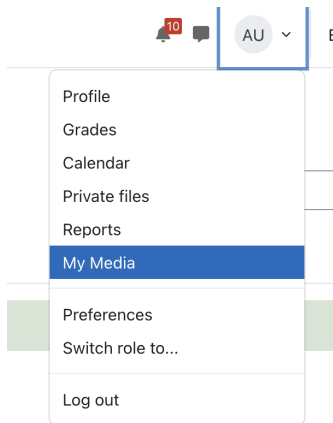 10
AU
Profile
Grades
Calendar
Private files
Reports
My Media
Preferences
Switch role to...
Log out